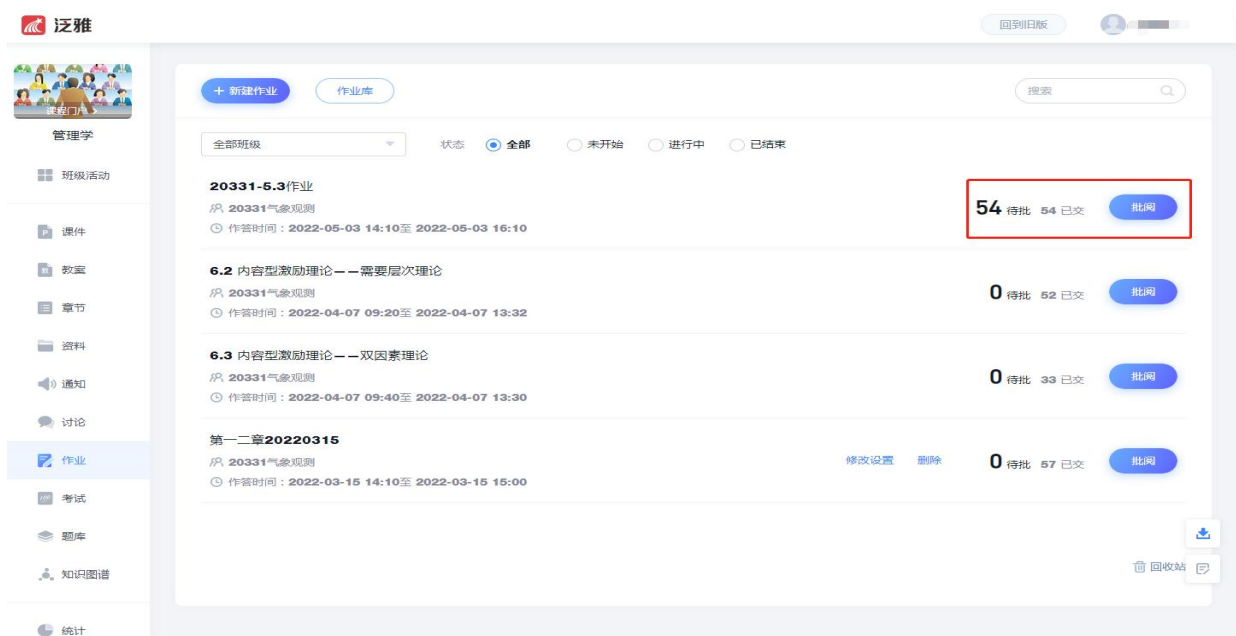 泛雅
回到旧版
课程门户 >
管理学
班级活动
课件
教案
章节
资料
通知
讨论
作业
考试
题库
知识图谱
统计
+ 新建作业 作业库 搜索
全部班级 状态 全部 未开始 进行中 已结束
20331-5.3作业
20331气象观测
作答时间：2022-05-03 14:10至 2022-05-03 16:10
54 待批 54 已交 批阅
6.2 内容型激励理论——需要层次理论
20331气象观测
作答时间：2022-04-07 09:20至 2022-04-07 13:32
0 待批 52 已交 批阅
6.3 内容型激励理论——双因素理论
20331气象观测
作答时间：2022-04-07 09:40至 2022-04-07 13:30
0 待批 33 已交 批阅
第一二章20220315
20331气象观测
作答时间：2022-03-15 14:10至 2022-03-15 15:00
修改设置 删除 0 待批 57 已交 批阅
回收站